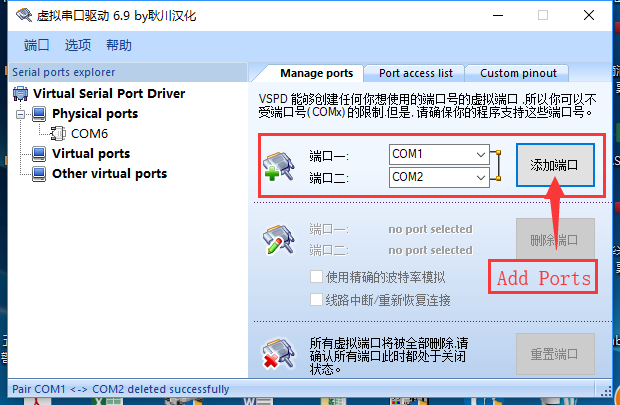 虚拟串口驱动 6.9 by耿川汉化
端口 选项 帮助
Serial ports explorer
Virtual Serial Port Driver
Physical ports
COM6
Virtual ports
Other virtual ports
Manage ports
Port access list
Custom pinout
VSPD 能够创建任何你想使用的端口号的虚拟端口 .所以你可以不
受端口号(COMx)的限制.但是.请确保你的程序支持这些端口号。
端口一:
COM1
端口二:
COM2
添加端口
端口一:
no port selected
端口二:
no port selected
删除端口
使用精确的波特率模拟
线路中断/重新恢复连接
Add Ports
所有虚拟端口将被全部删除.请
确认所有端口此时都处于关闭
状态。
重置端口
Pair COM1 <-> COM2 deleted successfully